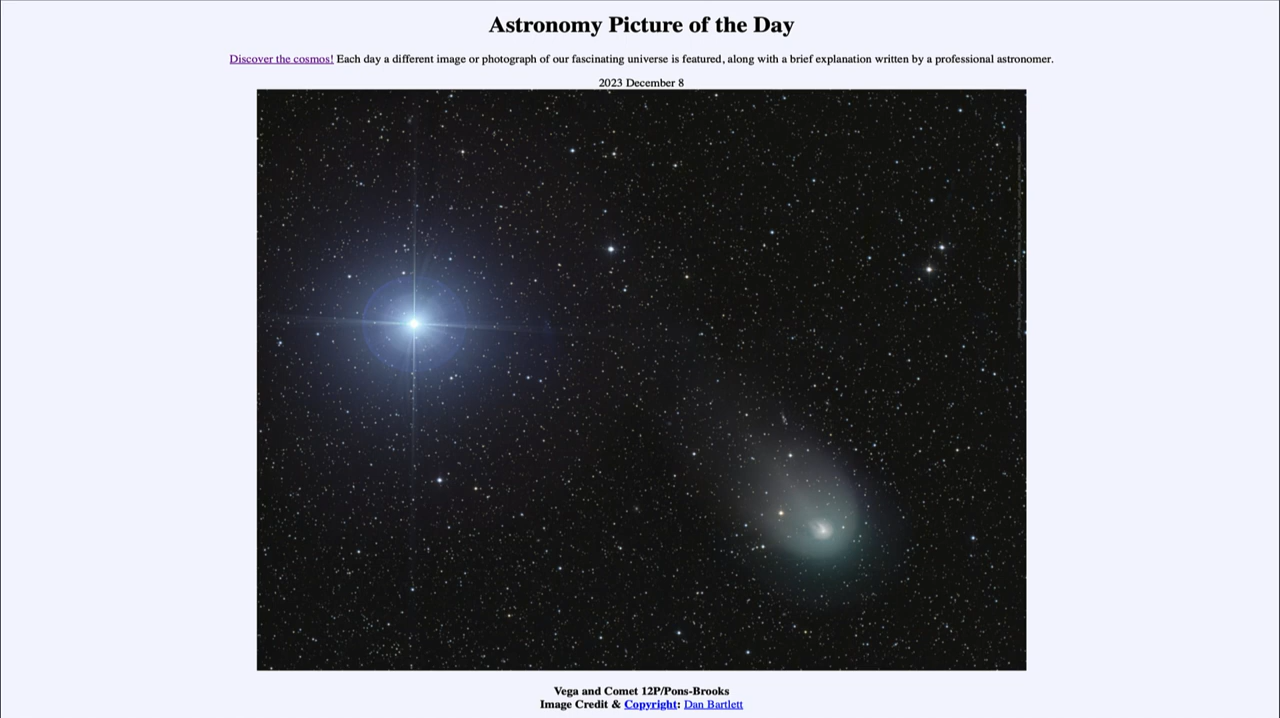 Astronomy Picture of the Day
Discover the cosmos! Each day a different image or photograph of our fascinating universe is featured, along with a brief explanation written by a professional astronomer.
2023 December 8
Vega and Comet 12P/Pons-Brooks
Image Credit & Copyright: Dan Bartlett